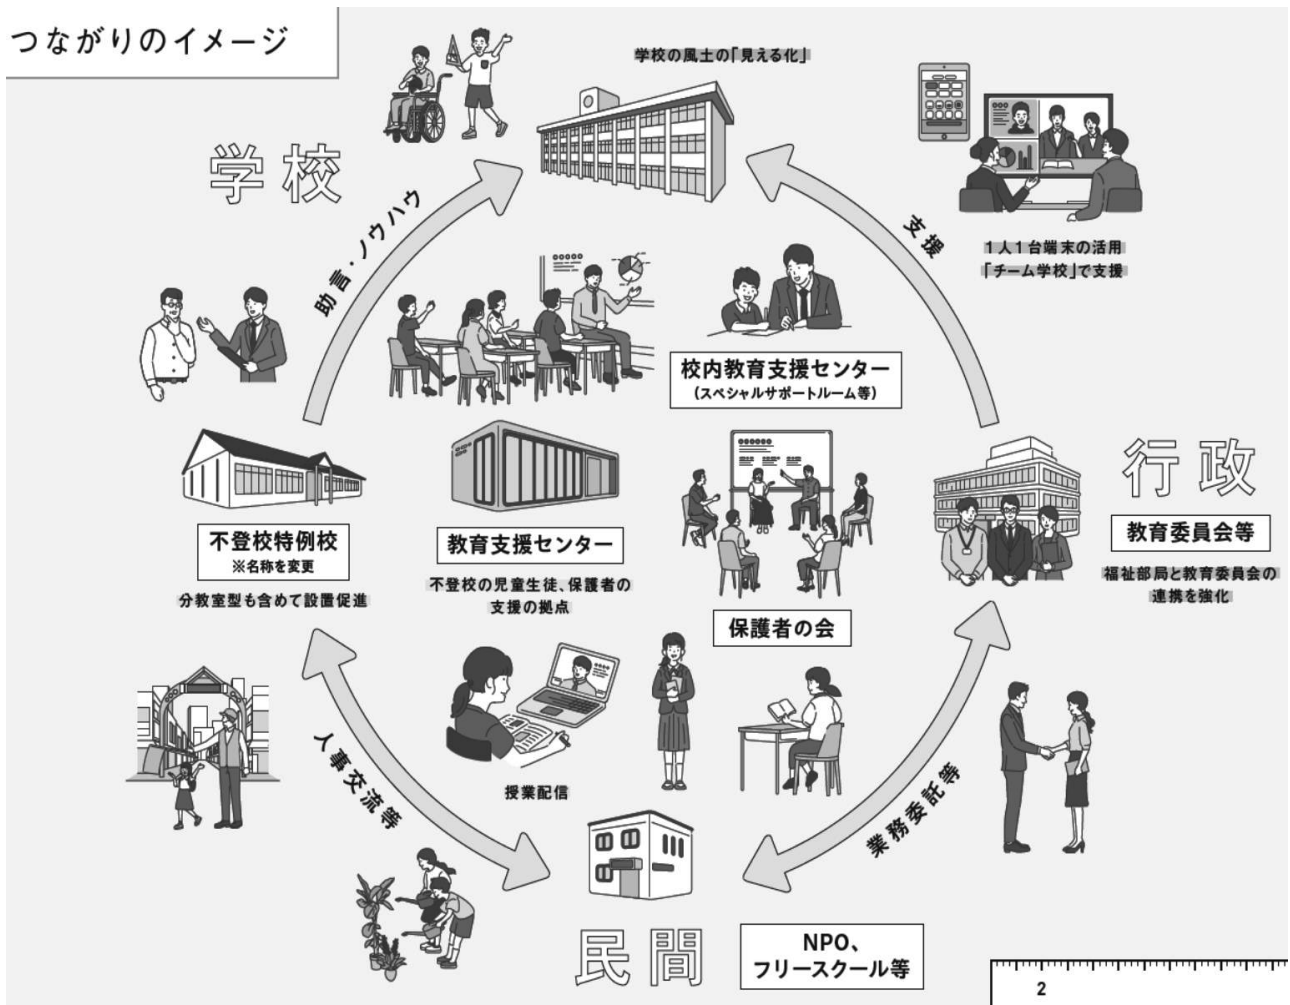 つながりのイメージ
学校の風土の「見える化」
学校
助言・ノウハウ
支援
1人1台端末の活用
「チーム学校」で支援
校内教育支援センター
(スペシャルサポートルーム等)
行政
不登校特例校
※名称を変更
分教室型も含めて設置促進
教育支援センター
不登校の児童生徒、保護者の
支援の拠点
保護者の会
教育委員会等
福祉部局と教育委員会の
連携を強化
人事交流等
授業配信
業務委託等
民間
NPO、
フリースクール等
2